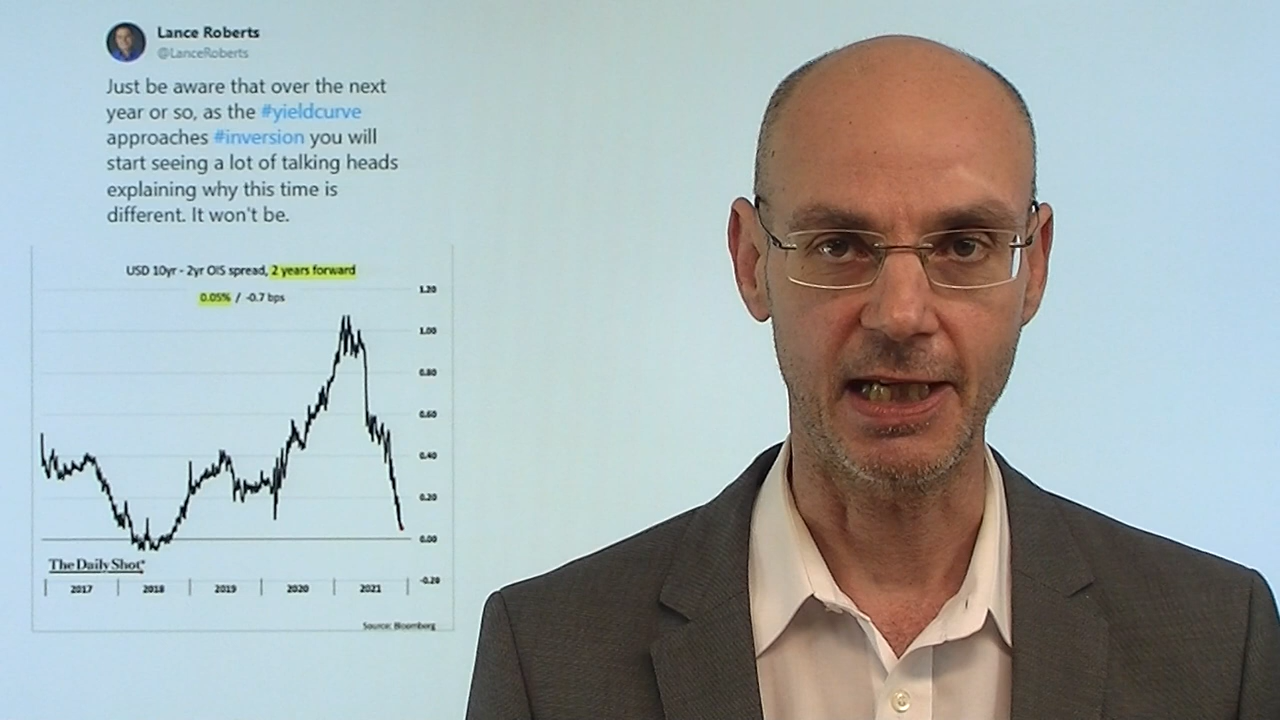 Lance Roberts
@LanceRoberts
Just be aware that over the next
year or so, as the #yieldcurve
approaches #inversion you will
start seeing a lot of talking heads
explaining why this time is
different. It won't be.
USD 10yr - 2yr OIS spread, 2 years forward
0.05% / -0.7 bps
1.20
1.00
0.80
0.60
0.40
0.20
0.00
-0.20
The Daily Shot
2017 2018 2019 2020 2021
Source: Bloomberg